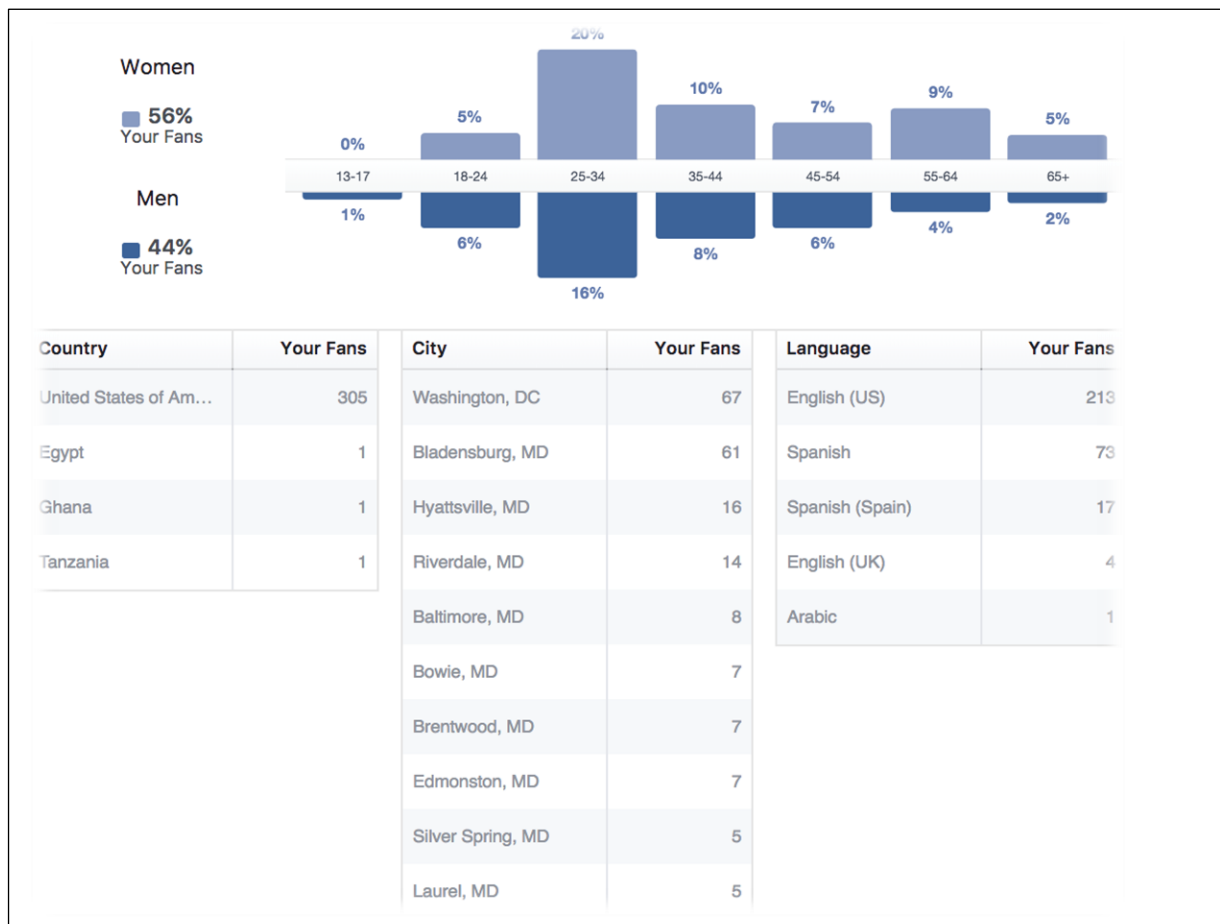 20%
Women
10%
9%
7%
56%
5%
5%
Your Fans
0%
13-17 18-24 25-34 35-44 45-54 55-64 65+
Men
1%
2%
4%
6%
6%
44%
8%
Your Fans
16%
Country Your Fans City Your Fans Language Your Fans
United States of Am... 305 Washington, DC 67 English (US) 213
Egypt 1 Bladensburg, MD 61 Spanish 73
Ghana 1 Hyattsville, MD 16 Spanish (Spain) 17
Tanzania 1 Riverdale, MD 14 English (UK) 4
Baltimore, MD 8 Arabic 1
Bowie, MD 7
Brentwood, MD 7
Edmonston, MD 7
Silver Spring, MD 5
Laurel, MD 5